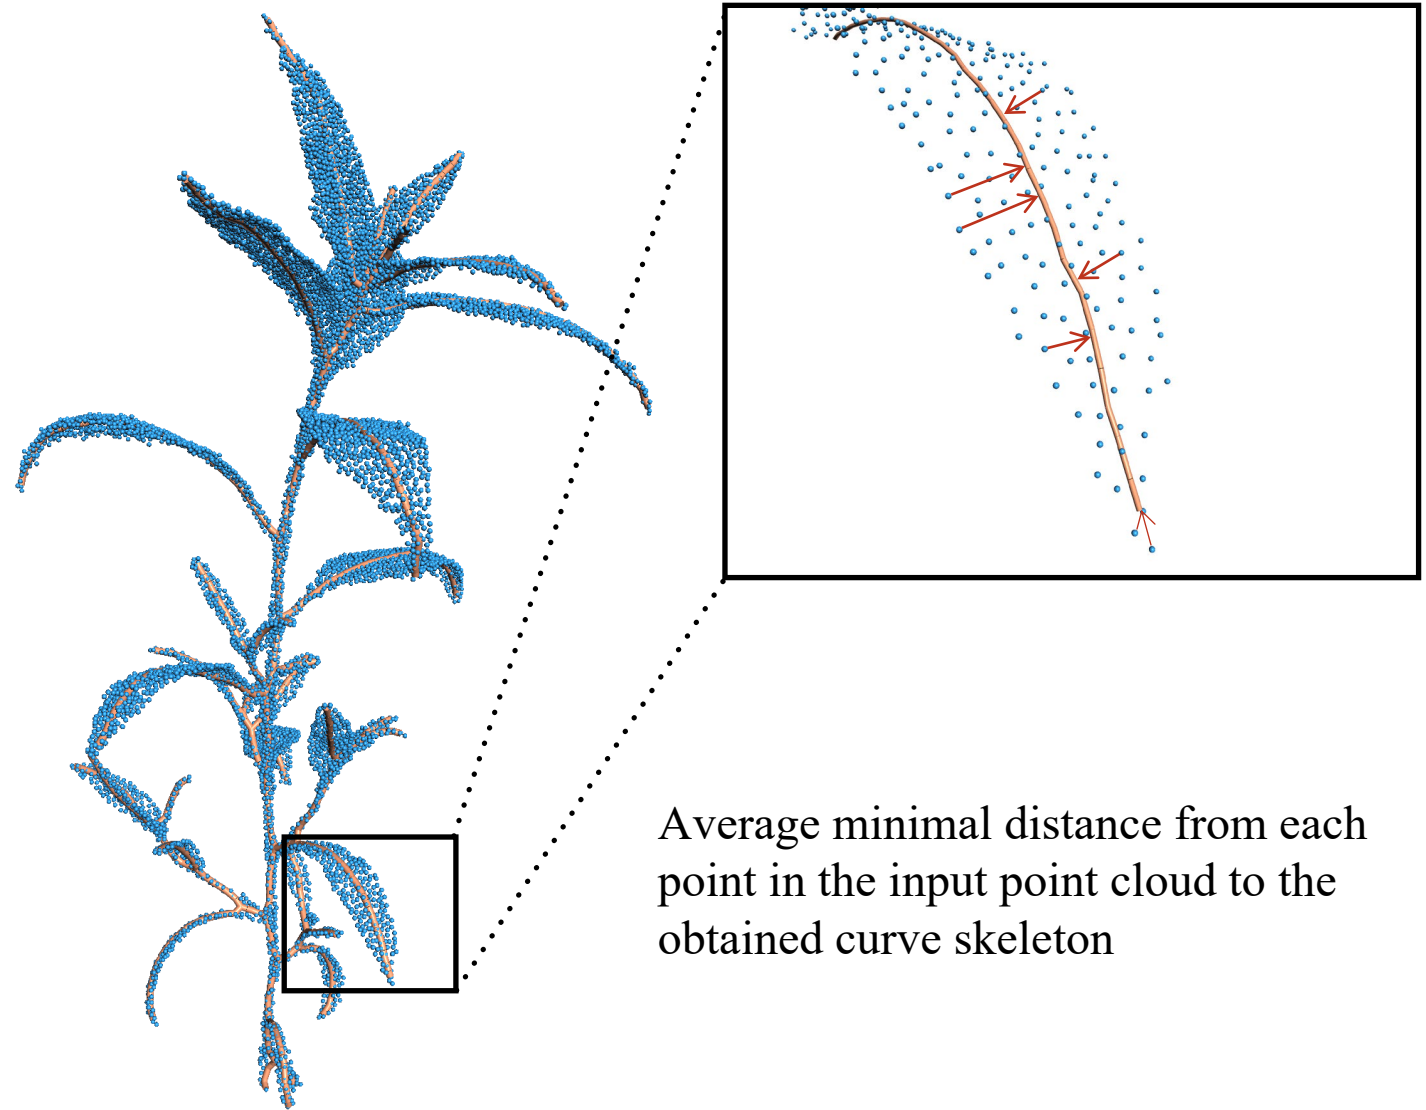 Average minimal distance from each
point in the input point cloud to the
obtained curve skeleton